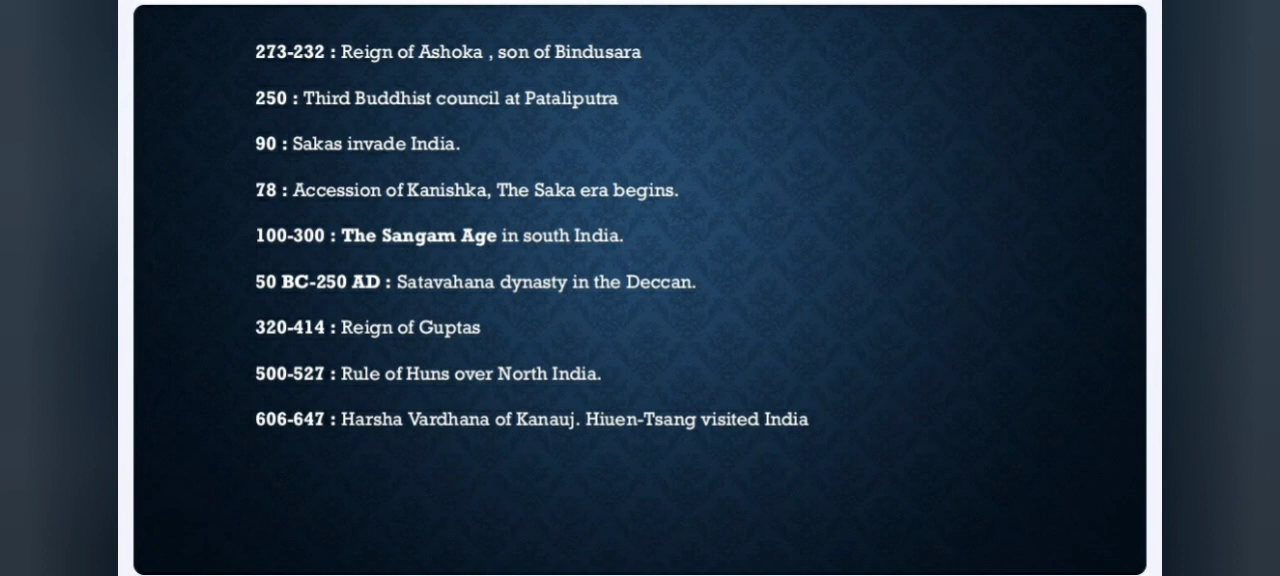 273-232 : Reign of Ashoka , son of Bindusara
250 : Third Buddhist council at Pataliputra
90 : Sakas invade India.
78 : Accession of Kanishka, The Saka era begins.
100-300 : The Sangam Age in south India.
50 BC-250 AD : Satavahana dynasty in the Deccan.
320-414 : Reign of Guptas
500-527 : Rule of Huns over North India.
606-647 : Harsha Vardhana of Kanauj. Hiuen-Tsang visited India